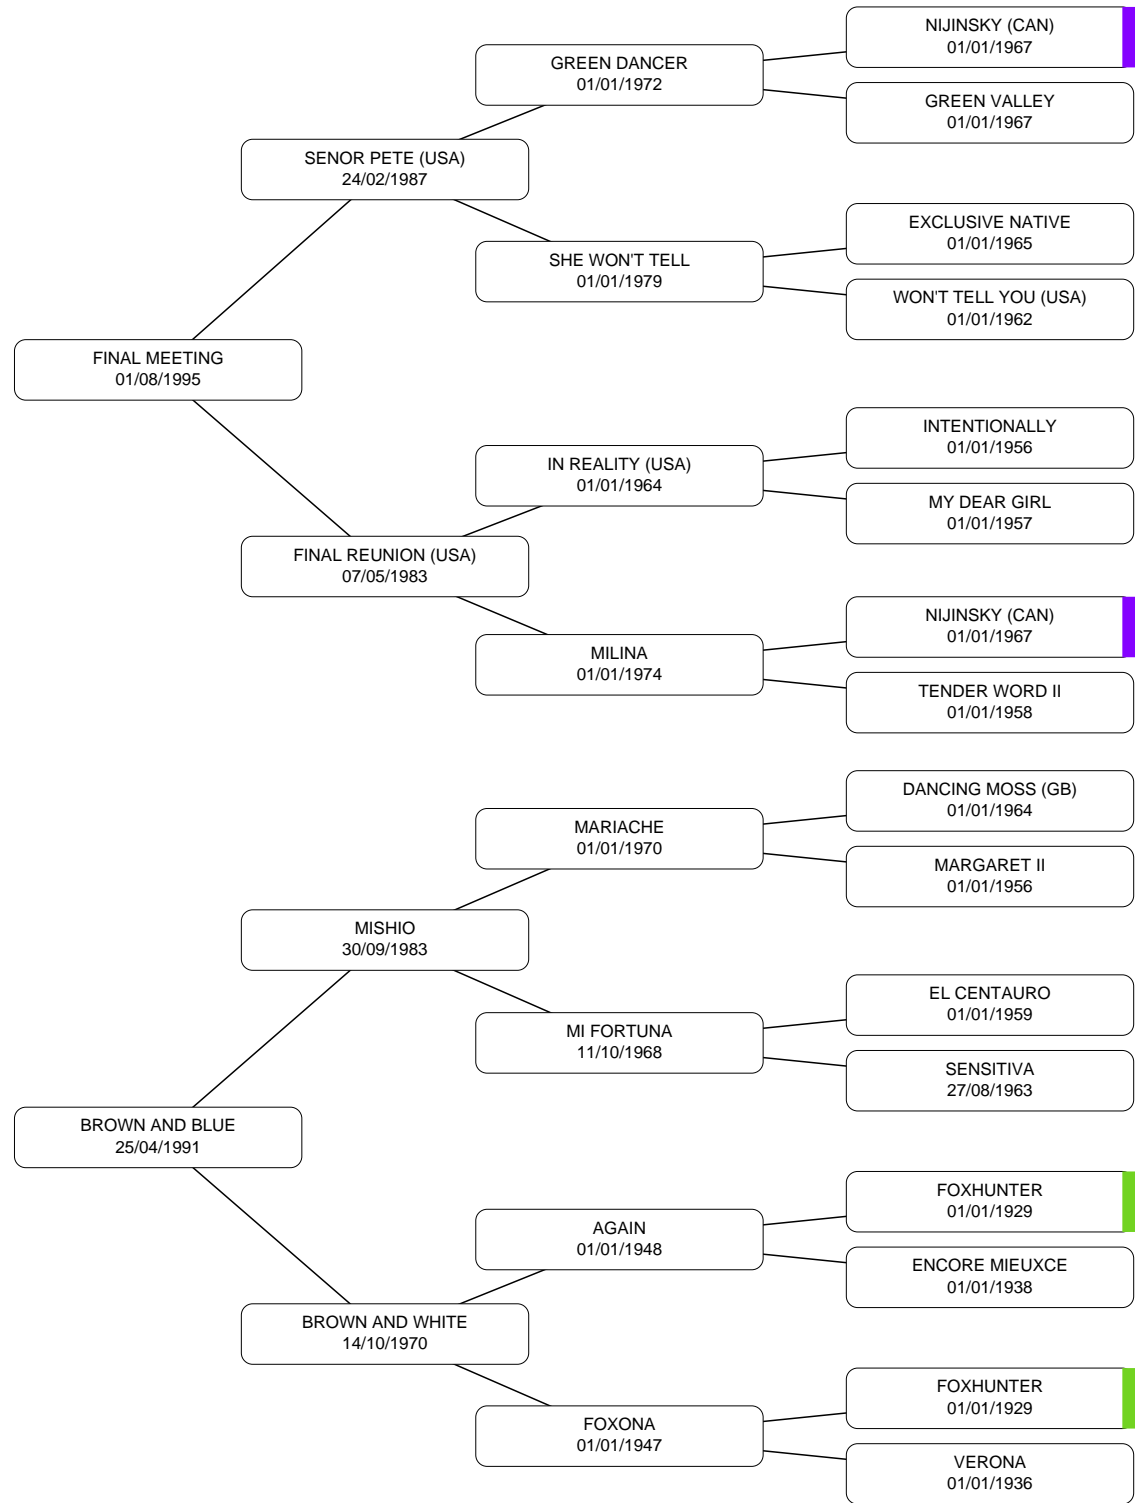 NIJINSKY (CAN)
01/01/1967
GREEN DANCER
01/01/1972
GREEN VALLEY
01/01/1967
SENOR PETE (USA)
24/02/1987
EXCLUSIVE NATIVE
01/01/1965
SHE WON'T TELL
01/01/1979
WON'T TELL YOU (USA)
01/01/1962
FINAL MEETING
01/08/1995
INTENTIONALLY
01/01/1956
IN REALITY (USA)
01/01/1964
MY DEAR GIRL
01/01/1957
FINAL REUNION (USA)
07/05/1983
NIJINSKY (CAN)
01/01/1967
MILINA
01/01/1974
TENDER WORD II
01/01/1958
DANCING MOSS (GB)
01/01/1964
MARIACHE
01/01/1970
MARGARET II
01/01/1956
MISHIO
30/09/1983
EL CENTAURO
01/01/1959
MI FORTUNA
11/10/1968
SENSITIVA
27/08/1963
BROWN AND BLUE
25/04/1991
FOXHUNTER
01/01/1929
AGAIN
01/01/1948
ENCORE MIEUXCE
01/01/1938
BROWN AND WHITE
14/10/1970
FOXHUNTER
01/01/1929
FOXONA
01/01/1947
VERONA
01/01/1936